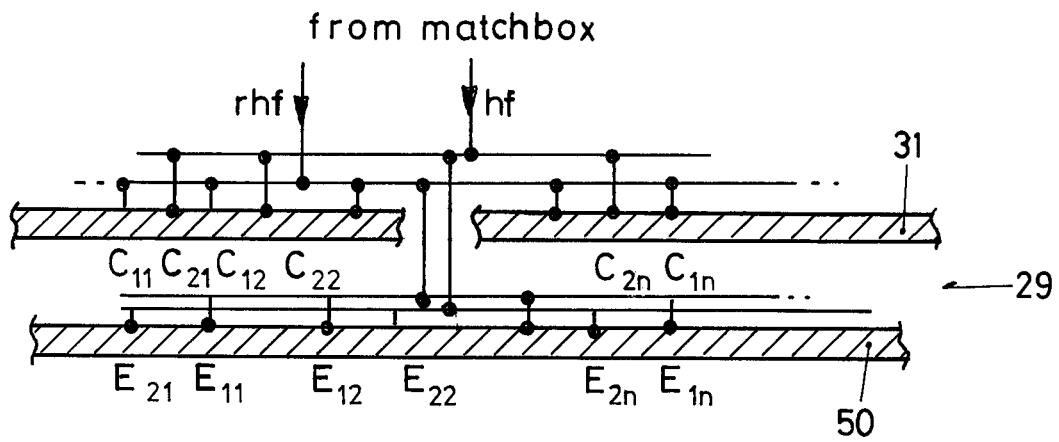 from matchbox
rhf hf
31
C11 C21 C12 C22 C2n C1n
29
E21 E11 E12 E22 E2n E1n
50